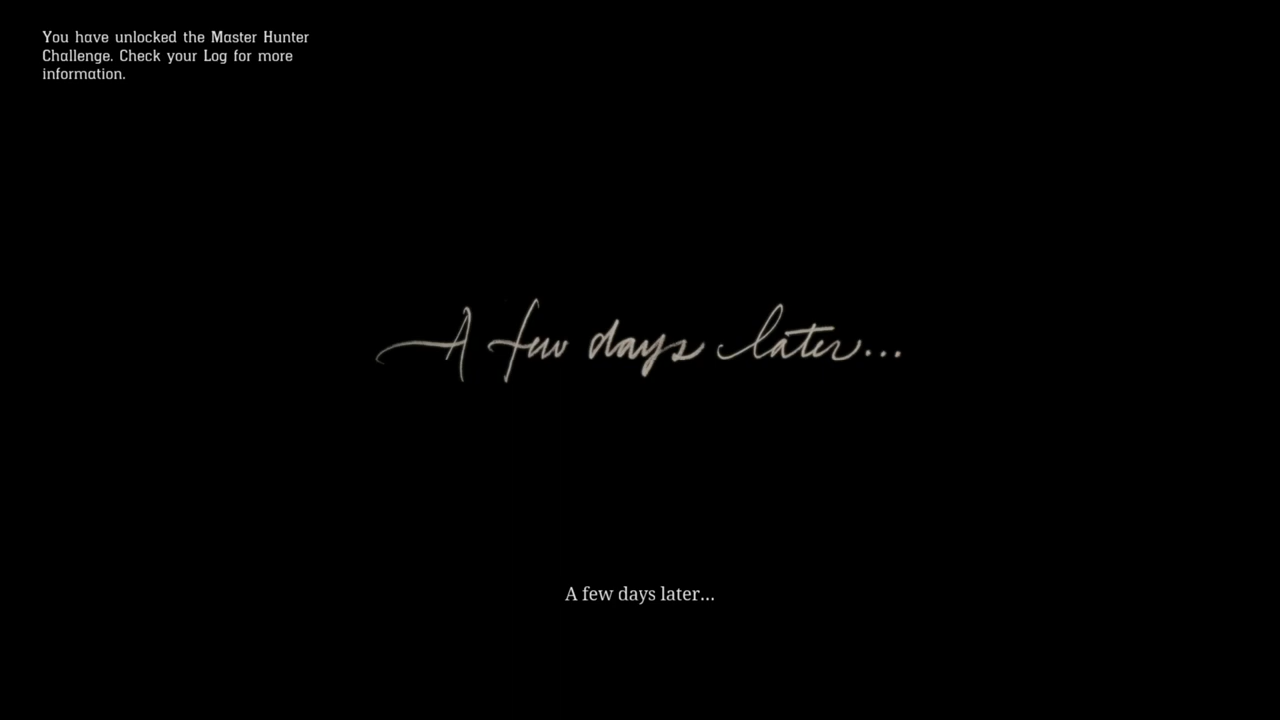 You have unlocked the Master Hunter
Challenge. Check your Log for more
information.
A few days later...
A few days later...